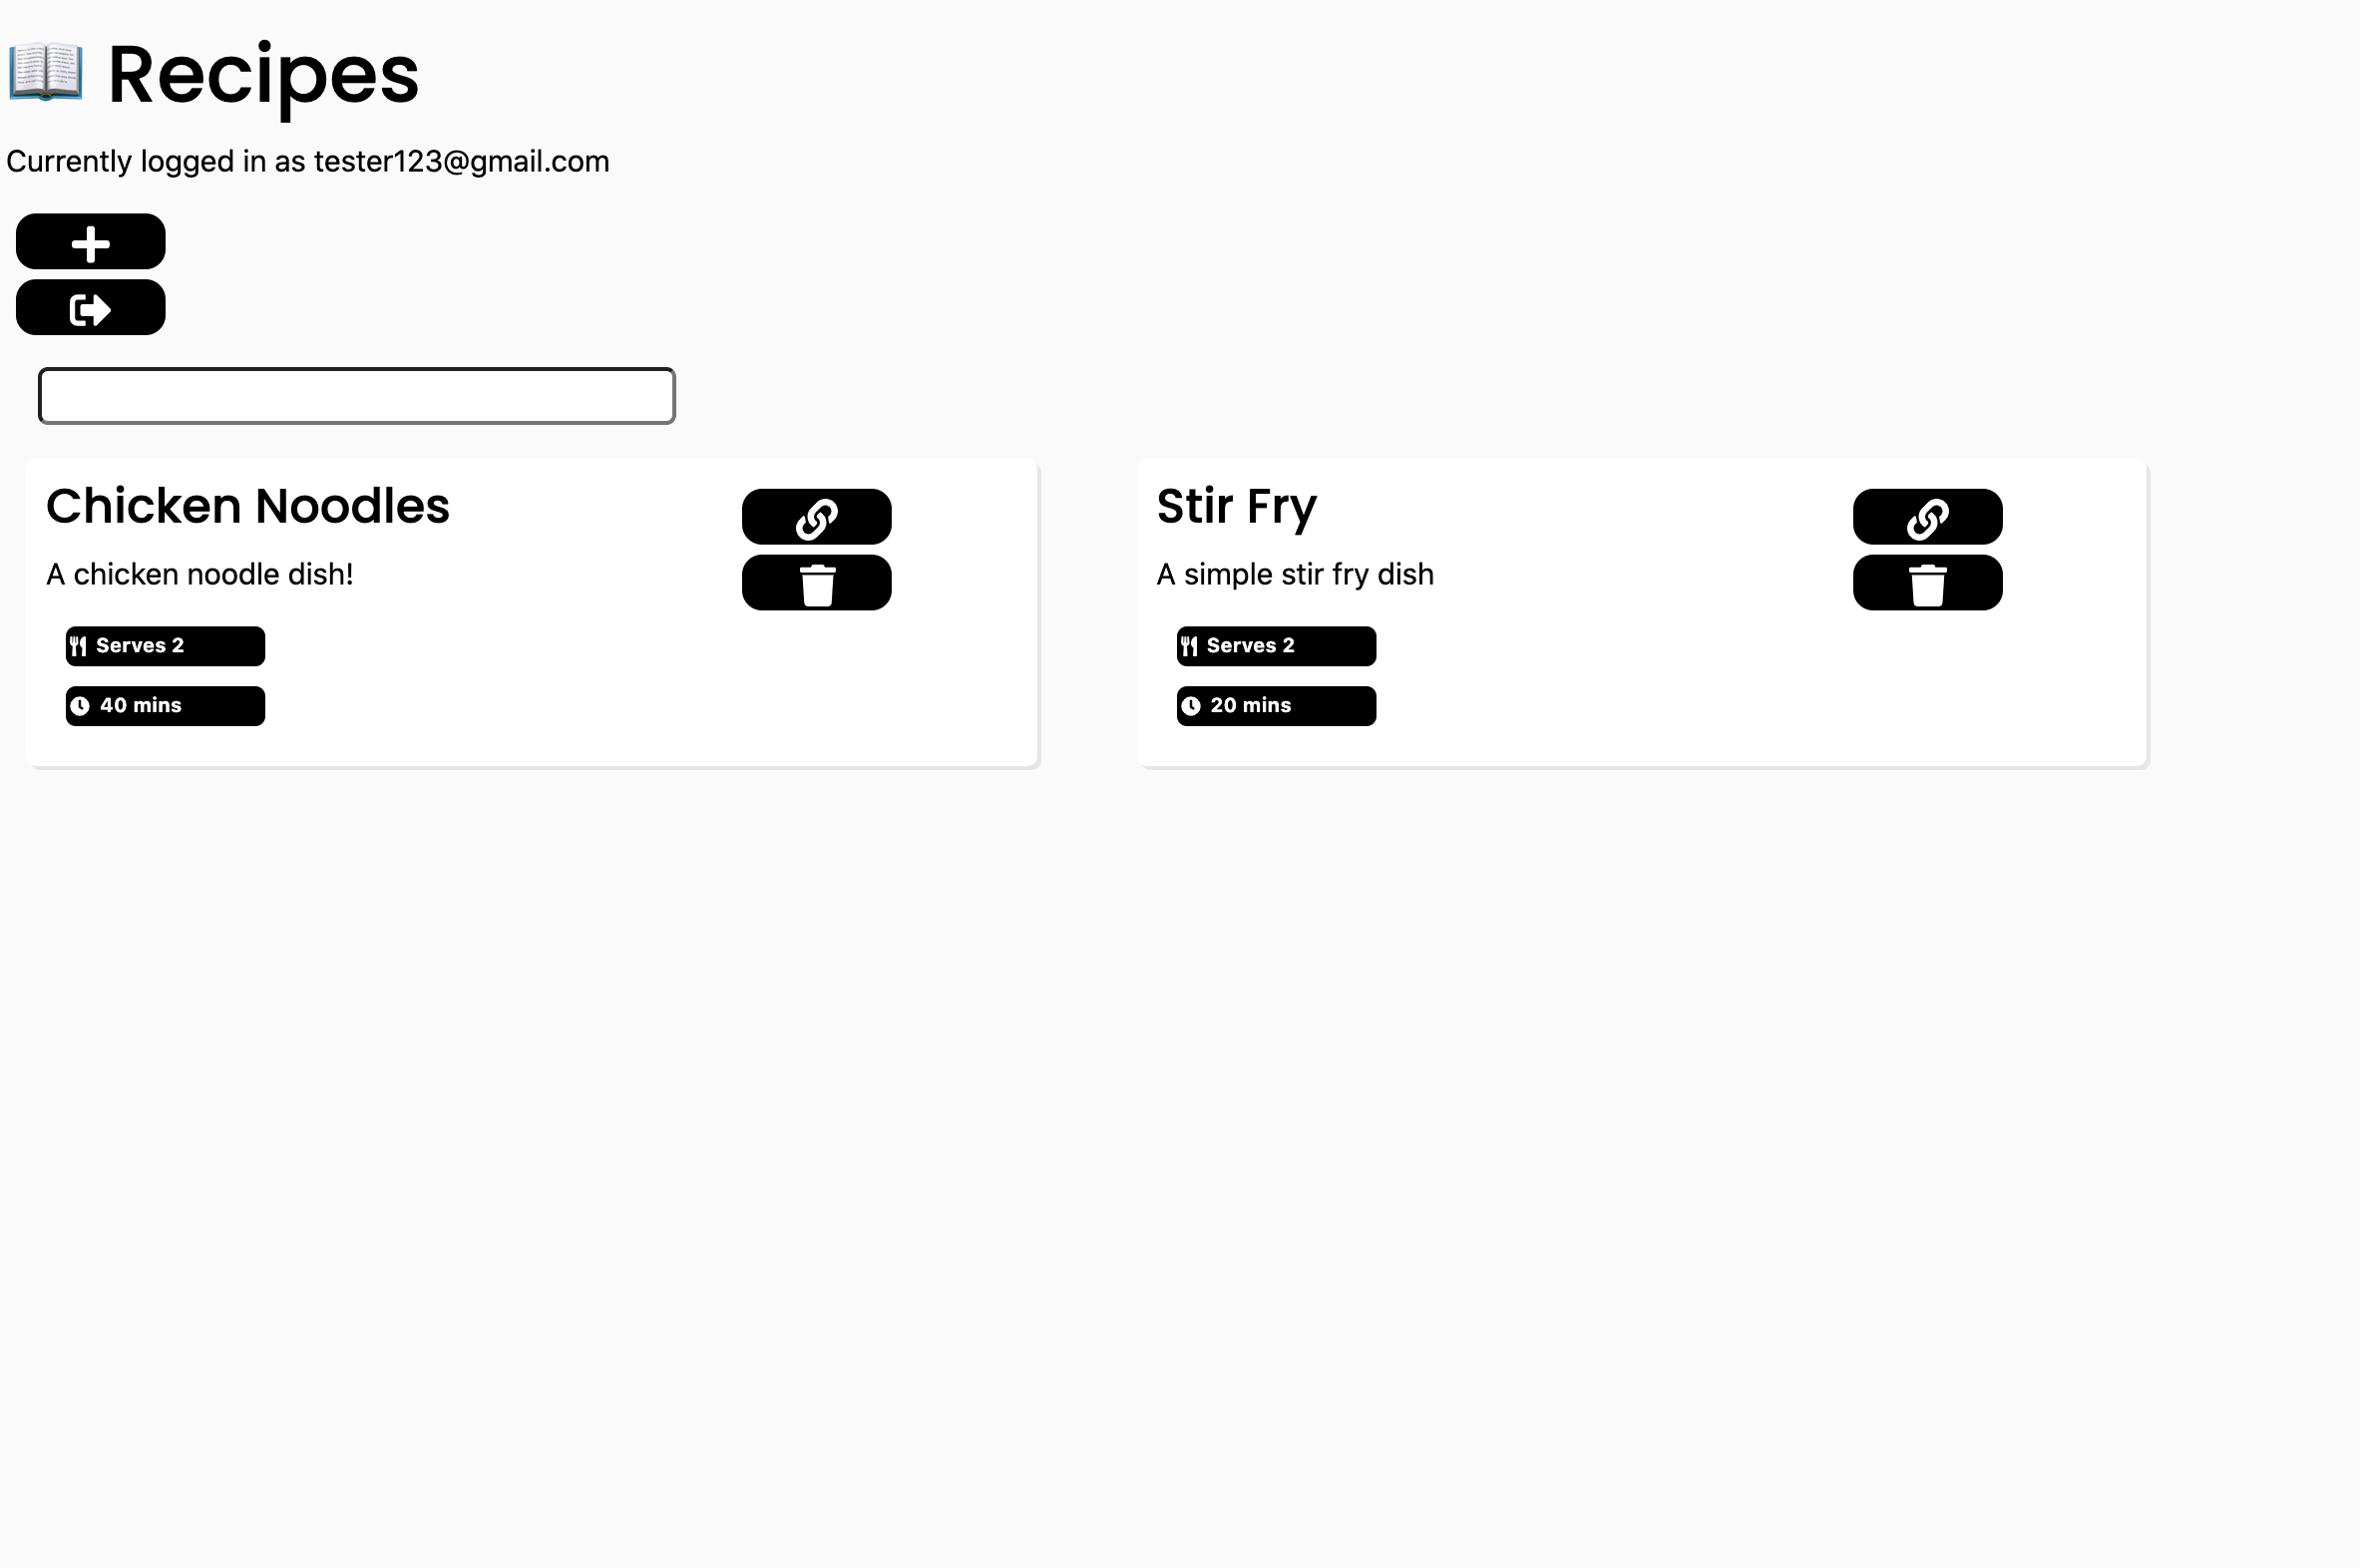 Recipes
Currently logged in as tester123@gmail.com
Chicken Noodles
A chicken noodle dish!
Serves 2
40 mins
Stir Fry
A simple stir fry dish
Serves 2
20 mins